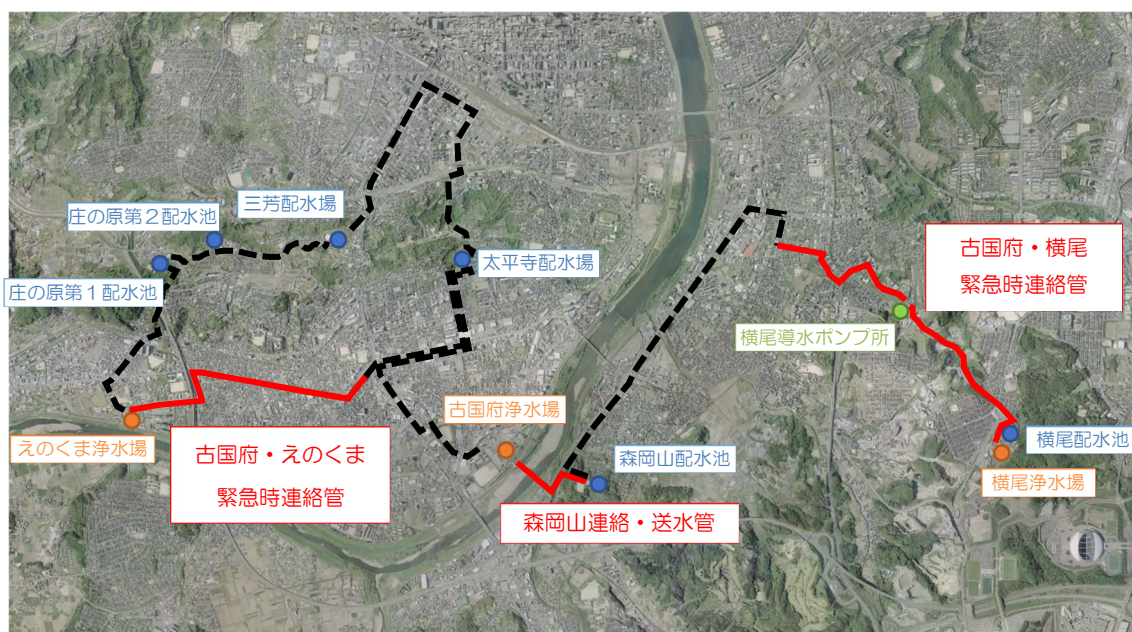 三芳配水場
庄の原第２配水池
庄の原第１配水池
太平寺配水場
古国府・横尾
緊急時連絡管
横尾導水ポンプ所
古国府浄水場
えのくま浄水場
古国府・えのくま
緊急時連絡管
森岡山配水池
横尾配水池
横尾浄水場
森岡山連絡・送水管